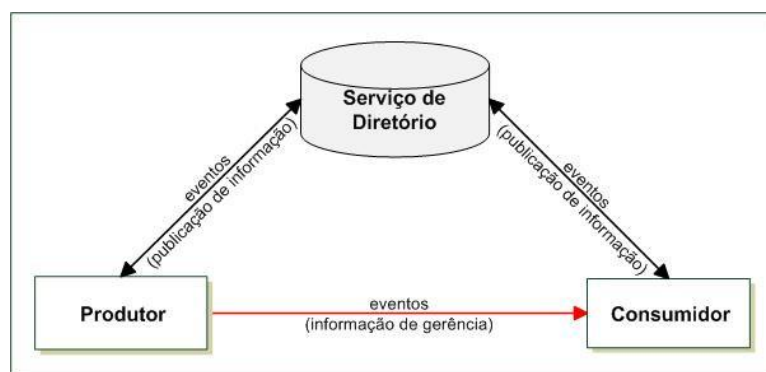 Serviço de
Diretório
eventos
(publicação de informação)
eventos
(publicação de informação)
Produtor
eventos
(informação de gerência)
Consumidor